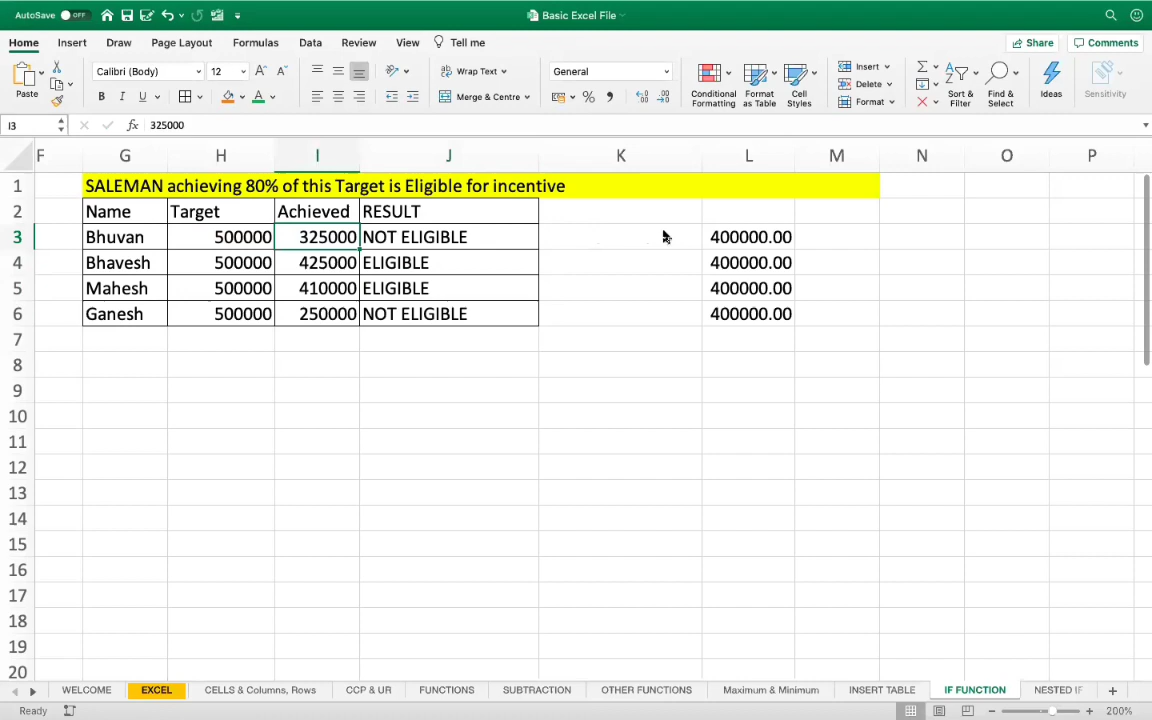 AutoSave OFF Basic Excel File
Home Insert Draw Page Layout Formulas Data Review View Tell me Share Comments
Paste Calibri (Body) 12 A A Wrap Text General Insert Delete Format
B I U A Merge & Centre % , Conditional Formatting Format as Table Cell Styles Sort & Filter Find & Select Ideas Sensitivity
I3 fx 325000
F G H I J K L M N O P
1 SALEMAN achieving 80% of this Target is Eligible for incentive
2 Name Target Achieved RESULT
3 Bhuvan 500000 325000 NOT ELIGIBLE 400000.00
4 Bhavesh 500000 425000 ELIGIBLE 400000.00
5 Mahesh 500000 410000 ELIGIBLE 400000.00
6 Ganesh 500000 250000 NOT ELIGIBLE 400000.00
7
8
9
10
11
12
13
14
15
16
17
18
19
20
WELCOME EXCEL CELLS & Columns, Rows CCP & UR FUNCTIONS SUBTRACTION OTHER FUNCTIONS Maximum & Minimum INSERT TABLE IF FUNCTION NESTED IF +
Ready 200%